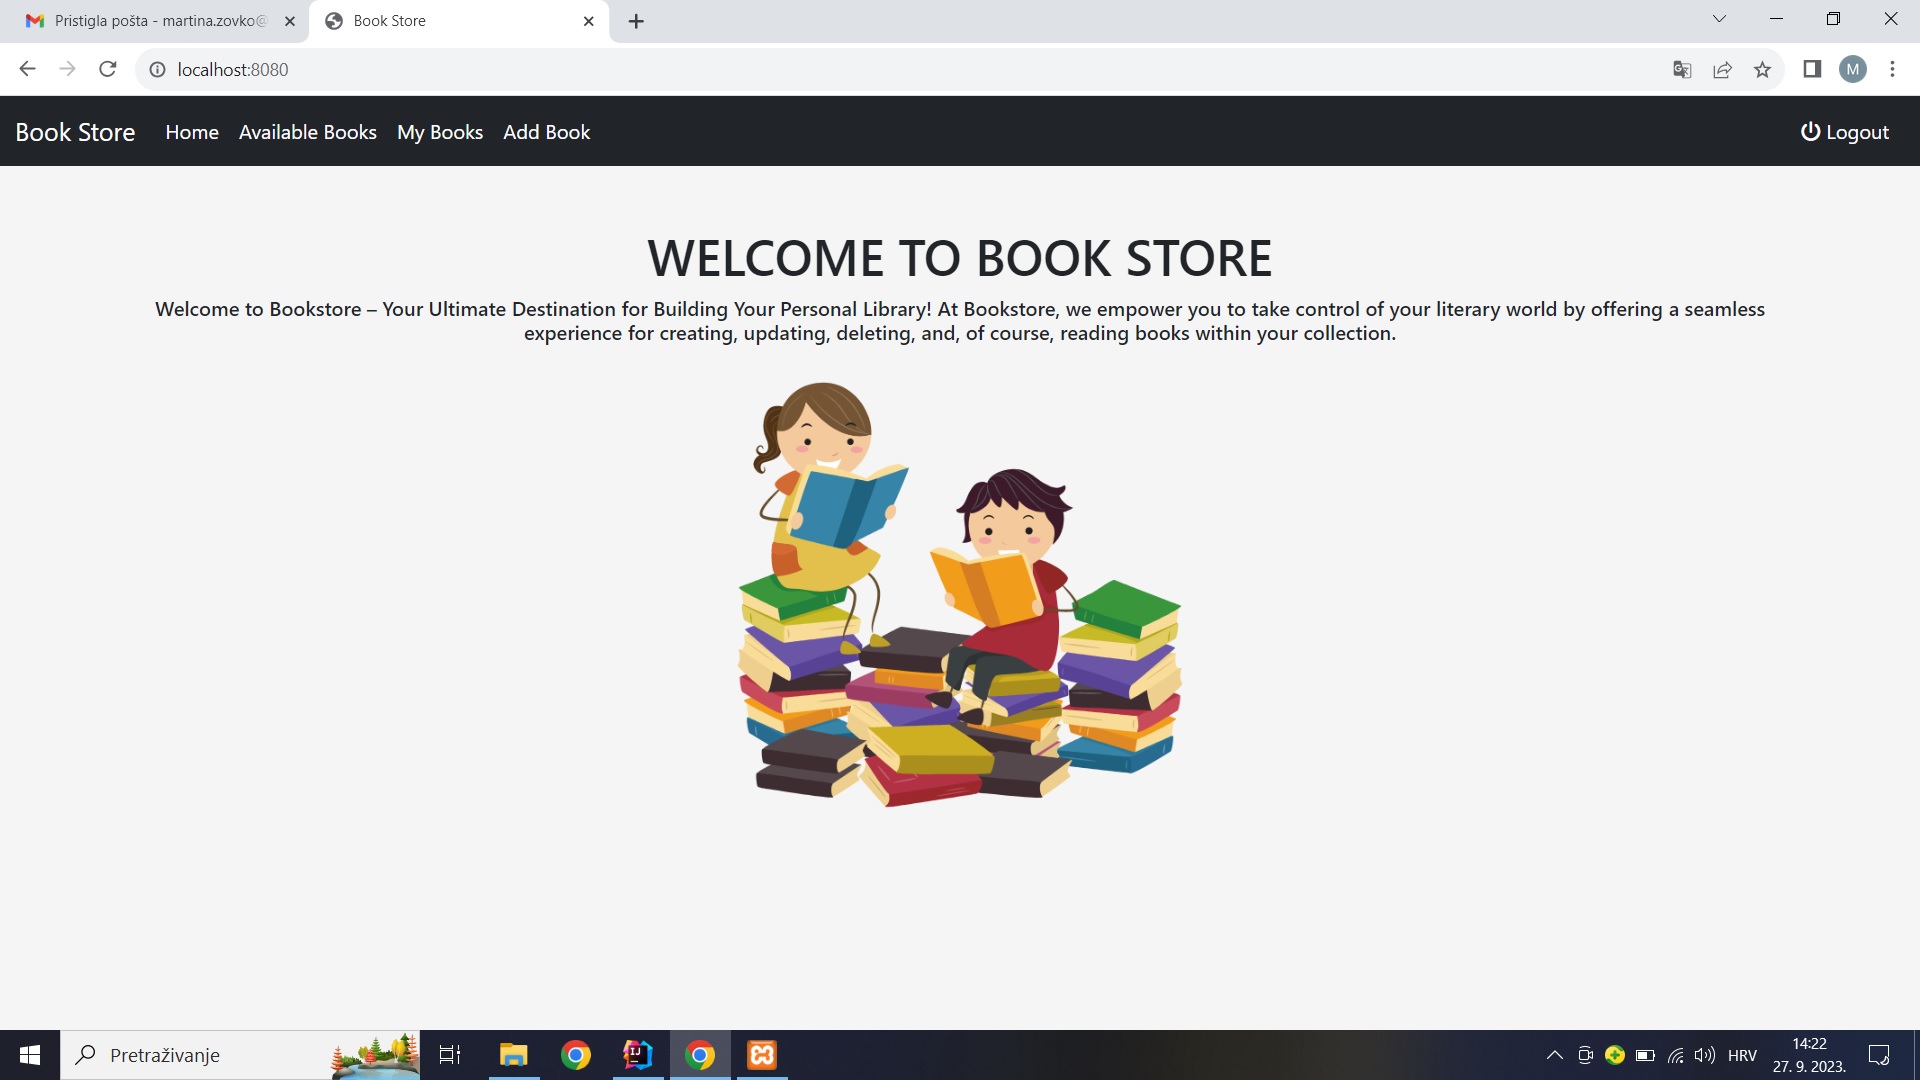 Pristigla pošta - martina.zovko@
Book Store
localhost:8080
M
Book Store Home Available Books My Books Add Book Logout
WELCOME TO BOOK STORE
Welcome to Bookstore – Your Ultimate Destination for Building Your Personal Library! At Bookstore, we empower you to take control of your literary world by offering a seamless
experience for creating, updating, deleting, and, of course, reading books within your collection.
Pretraživanje
IJ
HRV
14:22
27. 9. 2023.